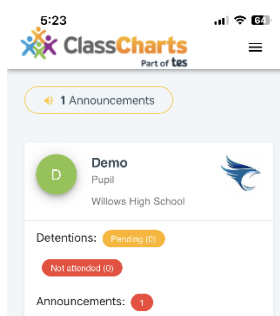 5:23
64
ClassCharts
Part of tes
1 Announcements
D
Demo
Pupil
Willows High School
Detentions: Pending (0)
Not attended (0)
Announcements: 1